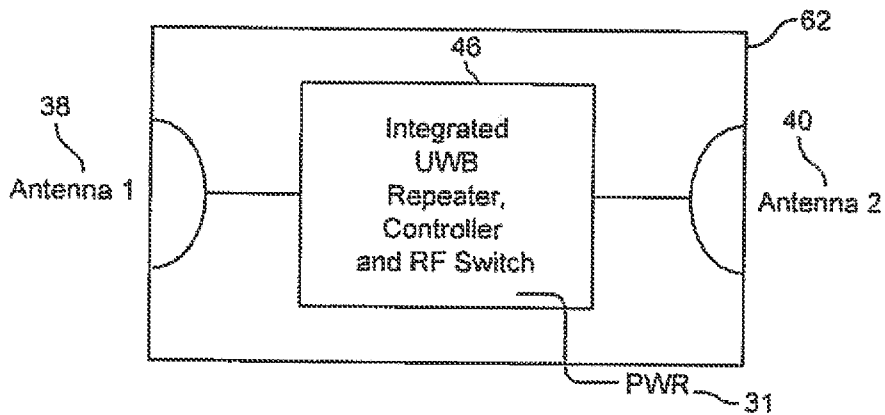 62
46
38
Antenna 1
Integrated
UWB
Repeater,
Controller
and RF Switch
40
Antenna 2
PWR
31